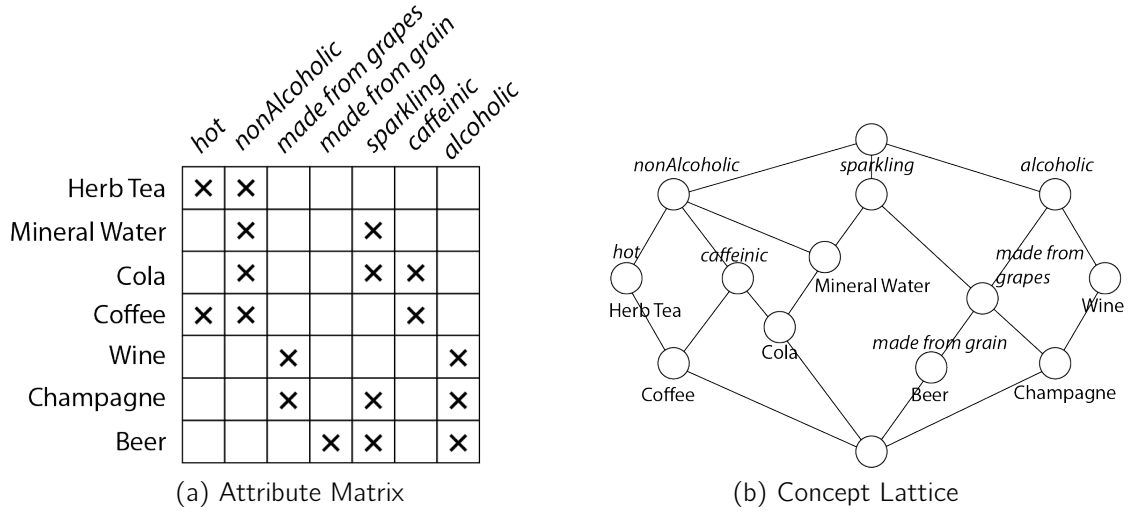 hot
nonAlcoholic
made from grapes
made from grain
sparkling
caffeinic
alcoholic
Herb Tea
Mineral Water
Cola
Coffee
Wine
Champagne
Beer
(a) Attribute Matrix
nonAlcoholic
sparkling
alcoholic
hot
caffeinic
made from
grapes
Mineral Water
Herb Tea
Wine
Cola
made from grain
Coffee
Beer
Champagne
(b) Concept Lattice